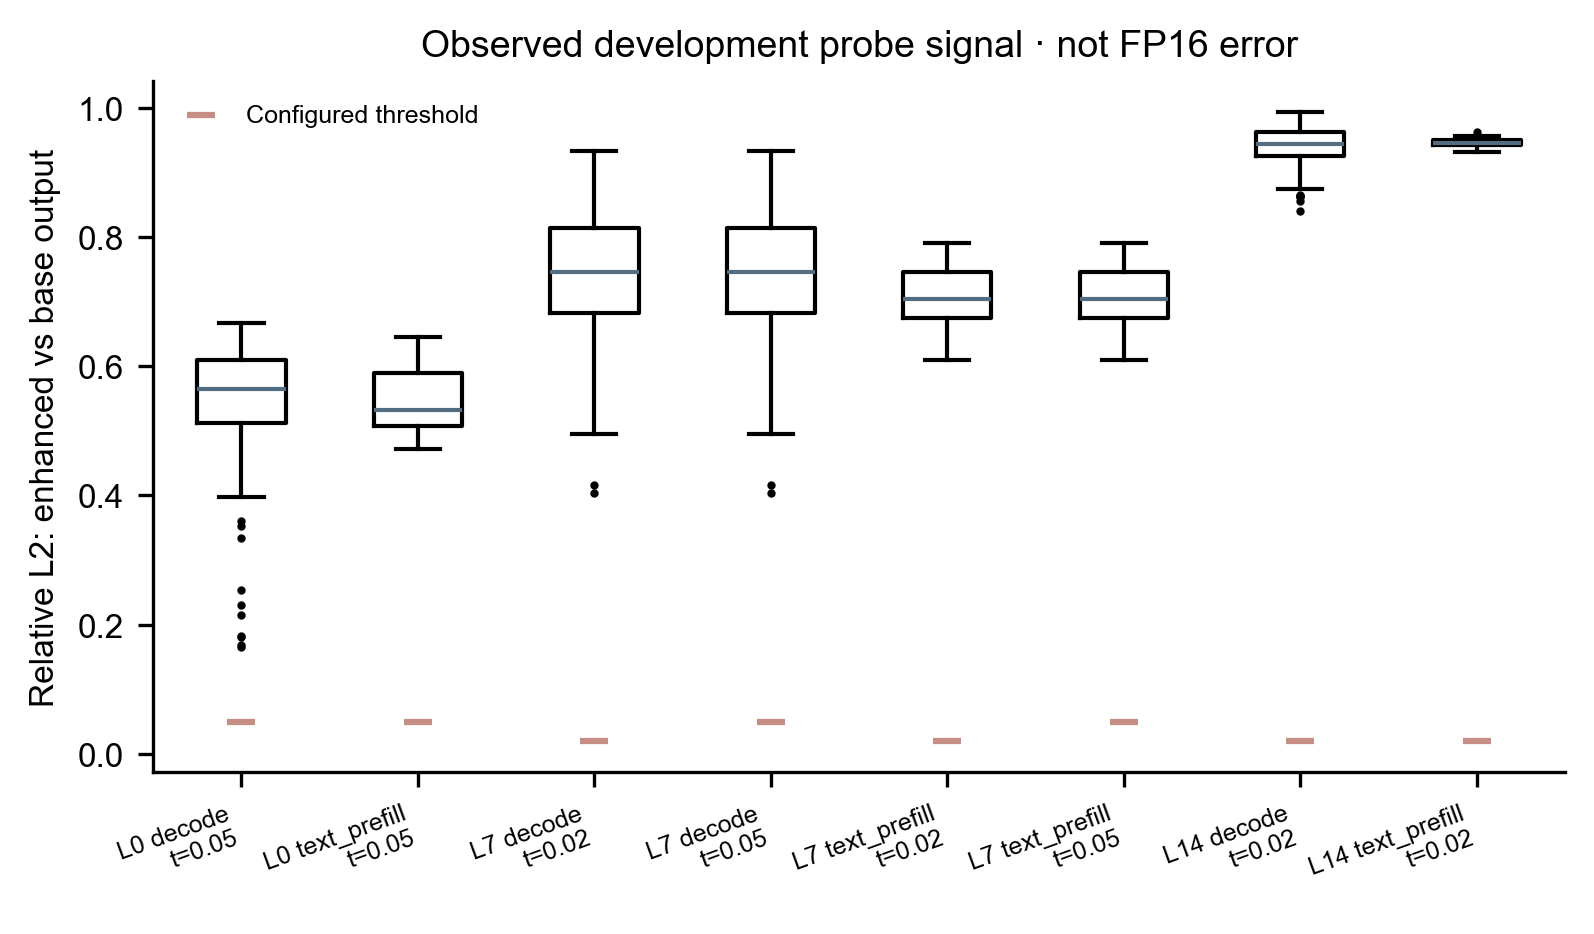 Observed development probe signal · not FP16 error
Configured threshold
Relative L2: enhanced vs base output
1.0
0.8
0.6
0.4
0.2
0.0
L0 decode
t=0.05
L0 text_prefill
t=0.05
L7 decode
t=0.02
L7 decode
t=0.05
L7 text_prefill
t=0.02
L7 text_prefill
t=0.05
L14 decode
t=0.02
L14 text_prefill
t=0.02